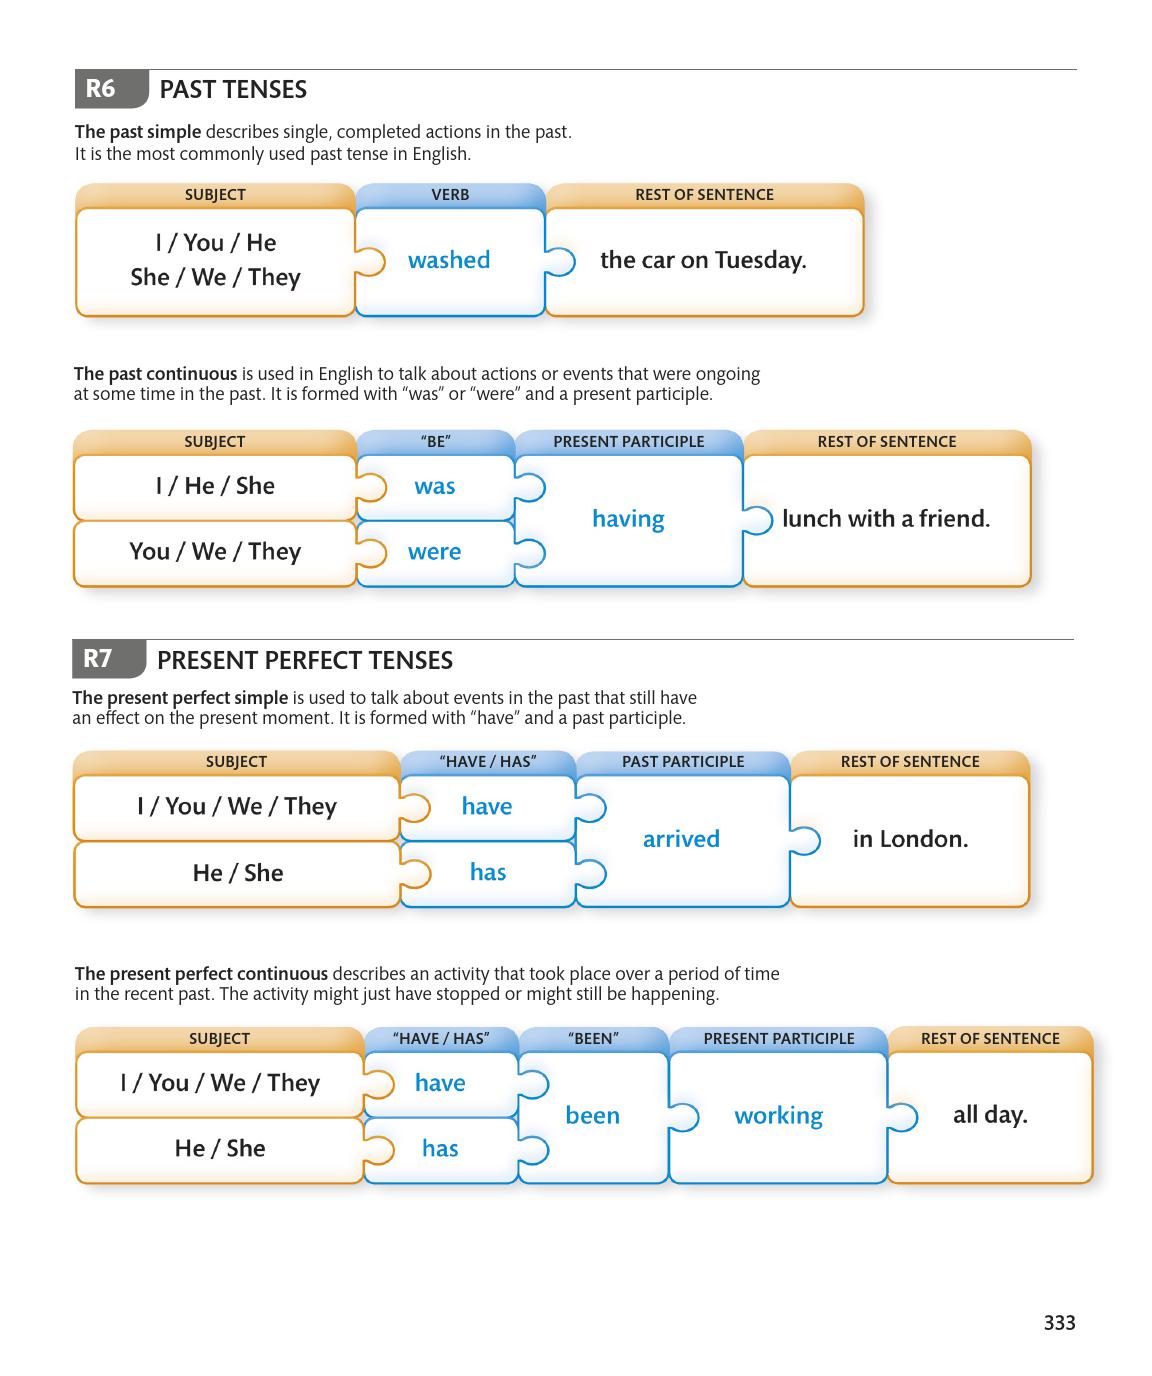 R6 PAST TENSES
The past simple describes single, completed actions in the past.
It is the most commonly used past tense in English.
SUBJECT VERB REST OF SENTENCE
I / You / He
She / We / They
washed
the car on Tuesday.
The past continuous is used in English to talk about actions or events that were ongoing
at some time in the past. It is formed with “was” or “were” and a present participle.
SUBJECT “BE” PRESENT PARTICIPLE REST OF SENTENCE
I / He / She was
having lunch with a friend.
You / We / They were
R7 PRESENT PERFECT TENSES
The present perfect simple is used to talk about events in the past that still have
an effect on the present moment. It is formed with “have” and a past participle.
SUBJECT “HAVE / HAS” PAST PARTICIPLE REST OF SENTENCE
I / You / We / They have
arrived in London.
He / She has
The present perfect continuous describes an activity that took place over a period of time
in the recent past. The activity might just have stopped or might still be happening.
SUBJECT “HAVE / HAS” “BEEN” PRESENT PARTICIPLE REST OF SENTENCE
I / You / We / They have
been working all day.
He / She has
333